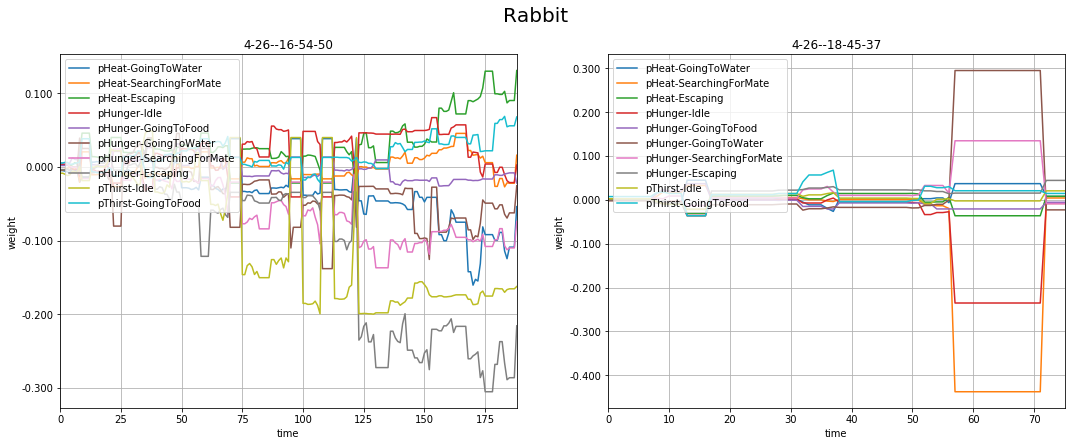 Rabbit
4-26--16-54-50
weight
0.100
0.000
-0.100
-0.200
-0.300
pHeat-GoingToWater
pHeat-SearchingForMate
pHeat-Escaping
pHunger-Idle
pHunger-GoingToFood
pHunger-GoingToWater
pHunger-SearchingForMate
pHunger-Escaping
pThirst-Idle
pThirst-GoingToFood
0 25 50 75 100 125 150 175
time
4-26--18-45-37
weight
0.300
0.200
0.100
0.000
-0.100
-0.200
-0.300
-0.400
pHeat-GoingToWater
pHeat-SearchingForMate
pHeat-Escaping
pHunger-Idle
pHunger-GoingToFood
pHunger-GoingToWater
pHunger-SearchingForMate
pHunger-Escaping
pThirst-Idle
pThirst-GoingToFood
0 10 20 30 40 50 60 70
time